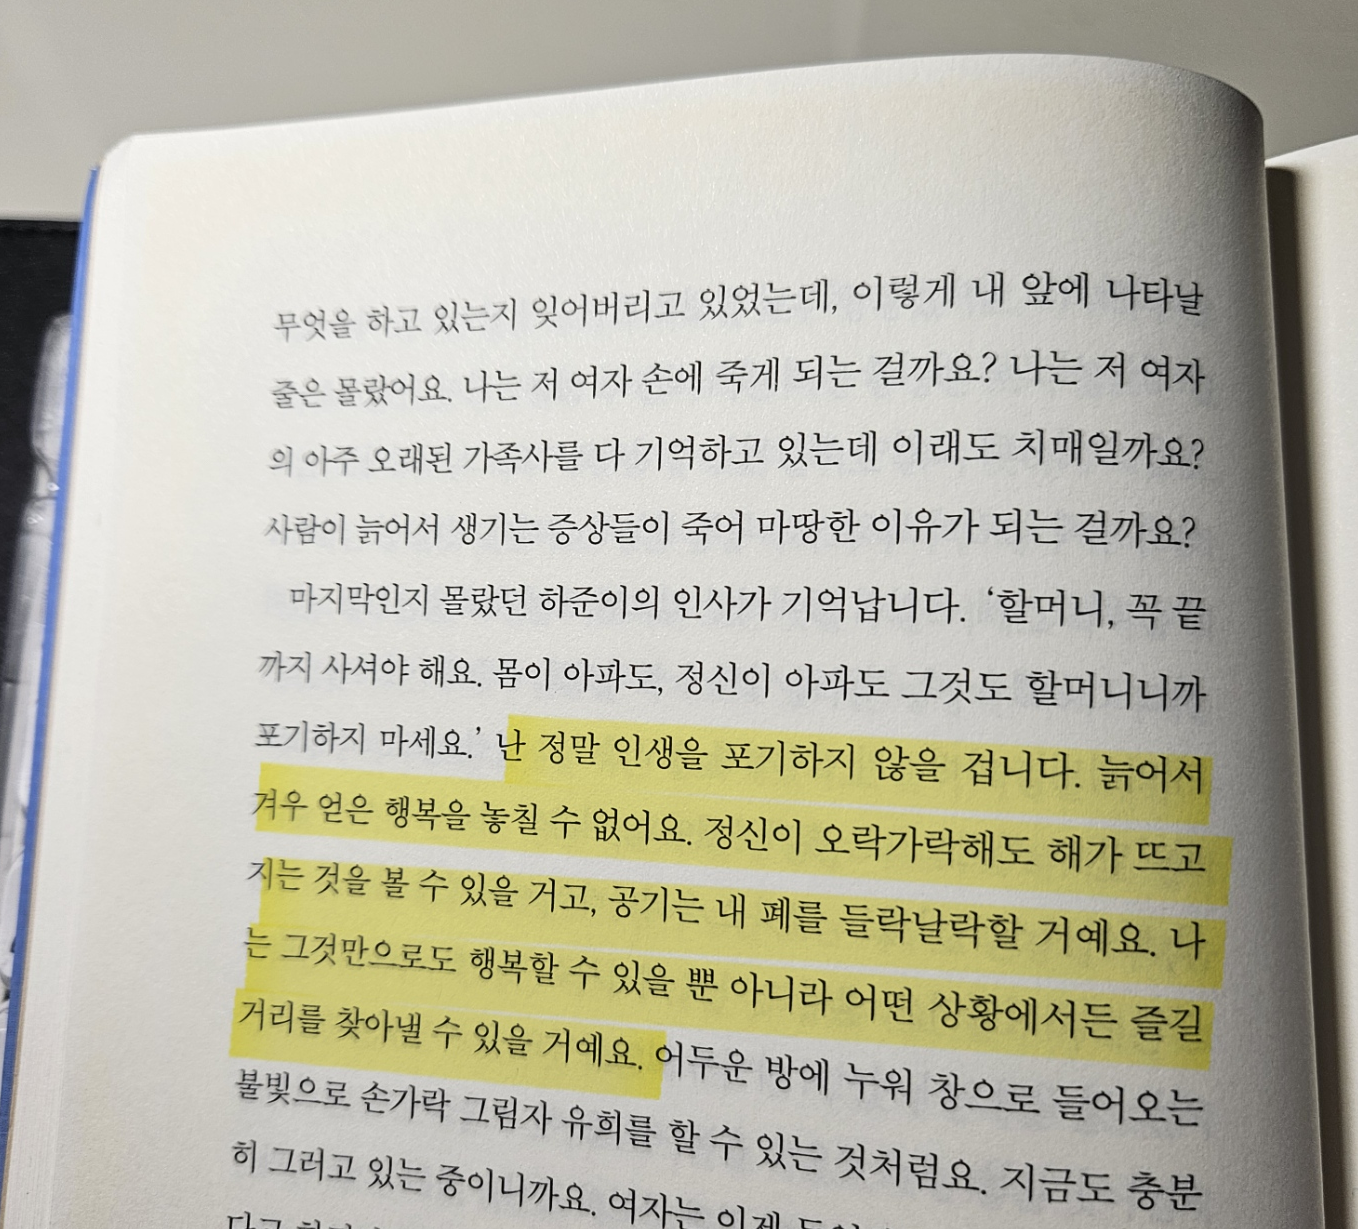 무엇을 하고 있는지 잊어버리고 있었는데, 이렇게 내 앞에 나타날
줄은 몰랐어요. 나는 저 여자 손에 죽게 되는 걸까요? 나는 저 여자
의 아주 오래된 가족사를 다 기억하고 있는데 이래도 치매일까요?
사람이 늙어서 생기는 증상들이 죽어 마땅한 이유가 되는 걸까요?
마지막인지 몰랐던 하준이의 인사가 기억납니다. ‘할머니, 꼭 끝
까지 사셔야 해요. 몸이 아파도, 정신이 아파도 그것도 할머니니까
포기하지 마세요.’ 난 정말 인생을 포기하지 않을 겁니다. 늙어서
겨우 얻은 행복을 놓칠 수 없어요. 정신이 오락가락해도 해가 뜨고
지는 것을 볼 수 있을 거고, 공기는 내 폐를 들락날락할 거예요. 나
는 그것만으로도 행복할 수 있을 뿐 아니라 어떤 상황에서든 즐길
거리를 찾아낼 수 있을 거예요. 어두운 방에 누워 창으로 들어오는
불빛으로 손가락 그림자 유희를 할 수 있는 것처럼요. 지금도 충분
히 그러고 있는 중이니까요. 여자는 이제